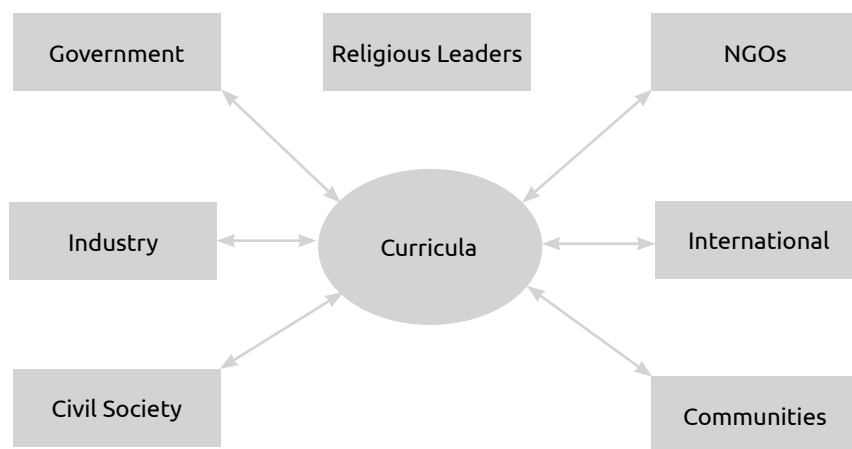 Government
Religious Leaders
NGOs
Industry
Curricula
International
Civil Society
Communities